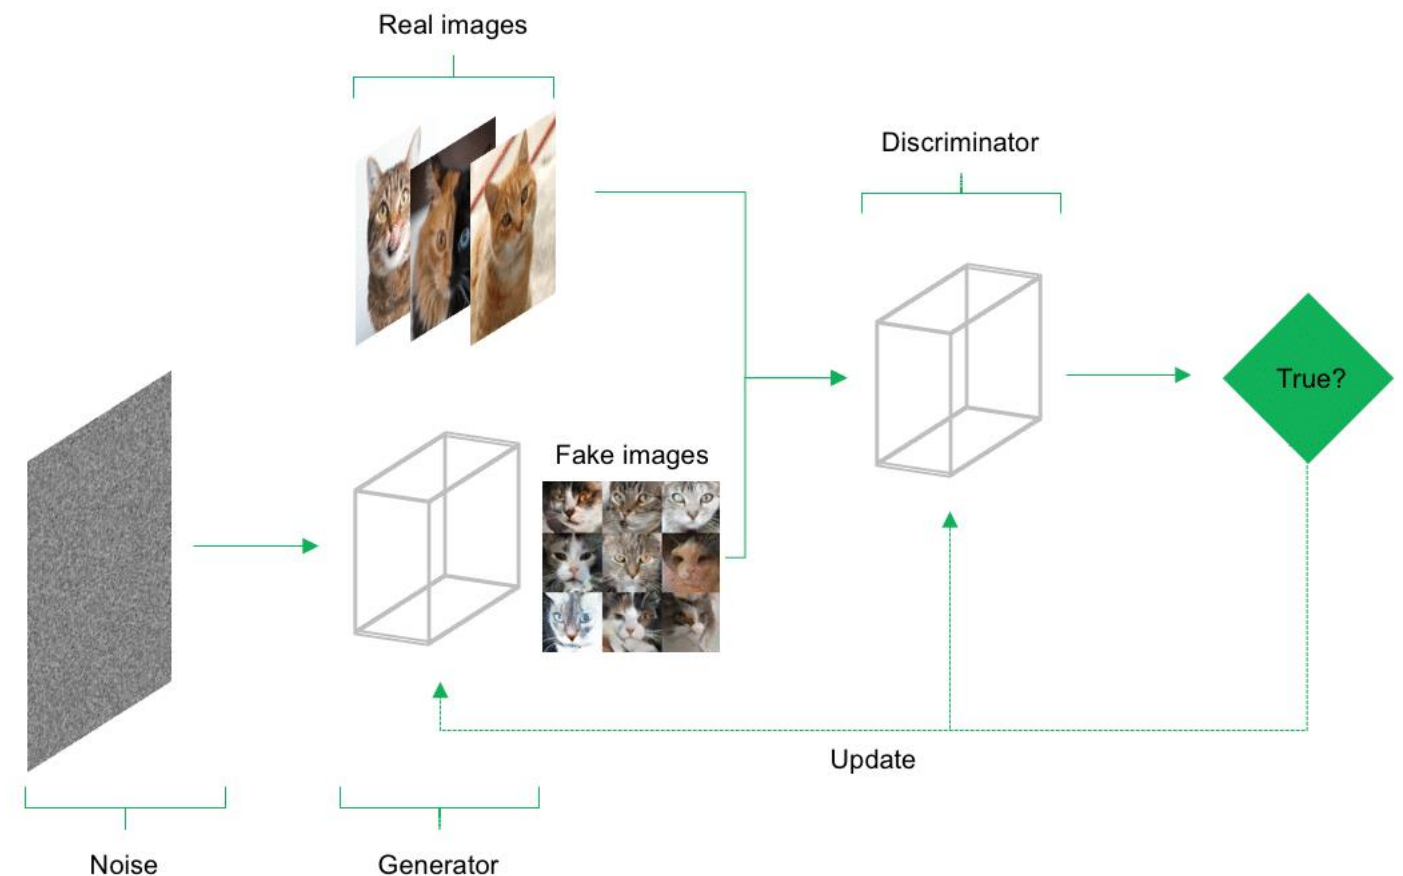 Real images
Discriminator
True?
Fake images
Update
Noise
Generator